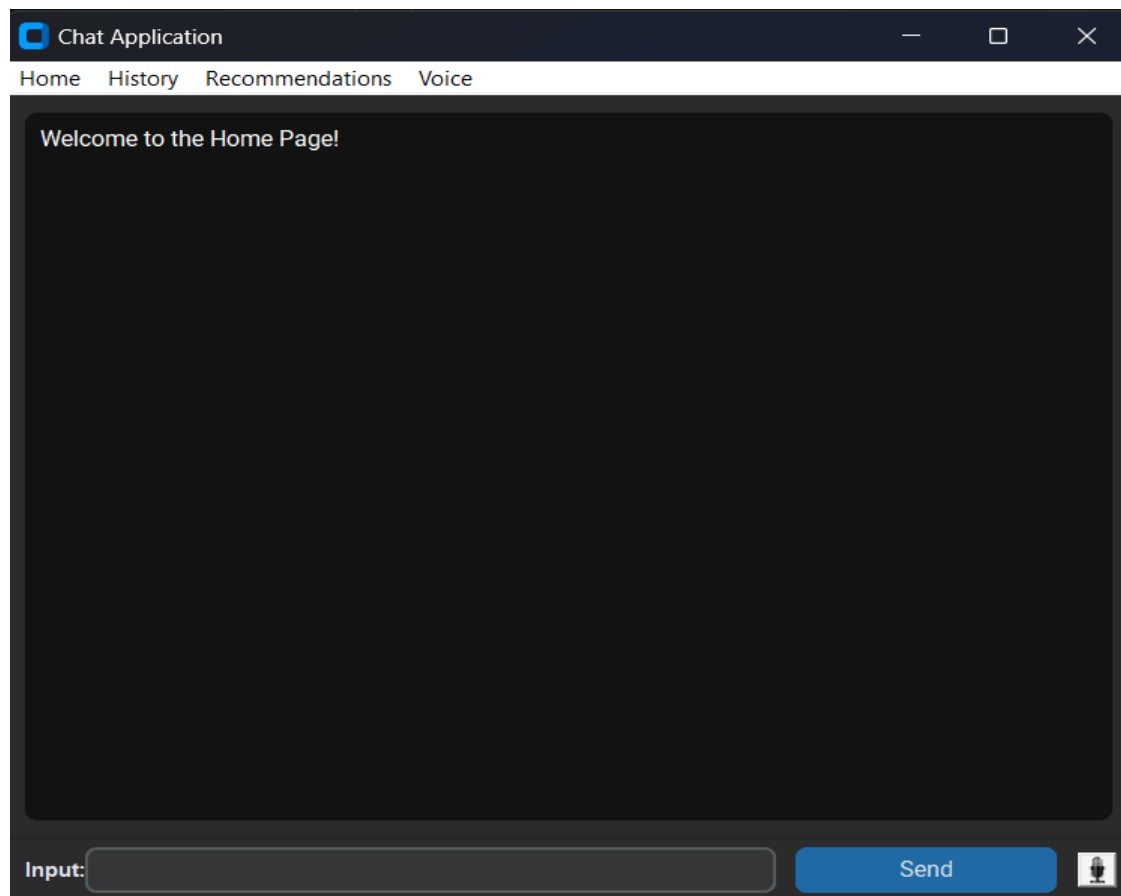 Chat Application
Home History Recommendations Voice
Welcome to the Home Page!
Input: Send